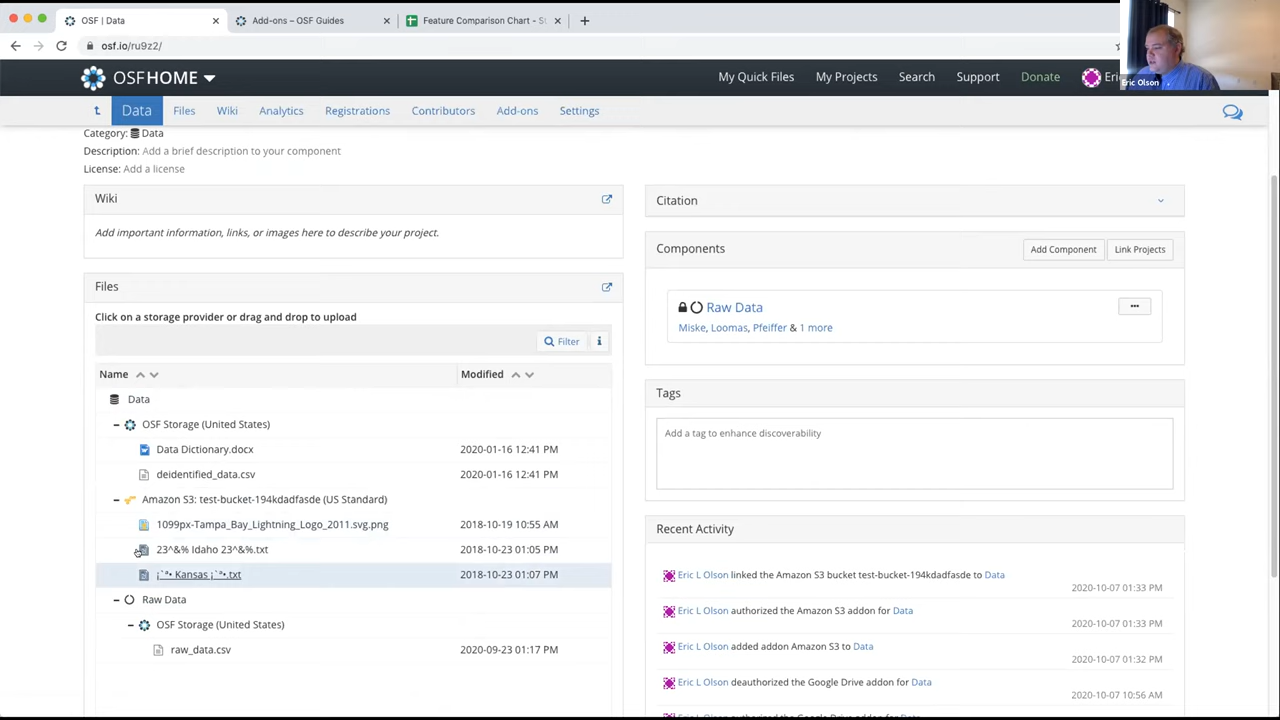 OSF | Data
Add-ons – OSF Guides
Feature Comparison Chart - S
osf.io/ru9z2/
Eric Olson
OSFHOME
My Quick Files
My Projects
Search
Support
Donate
Data
Files
Wiki
Analytics
Registrations
Contributors
Add-ons
Settings
Category: Data
Description: Add a brief description to your component
License: Add a license
Wiki
Add important information, links, or images here to describe your project.
Files
Click on a storage provider or drag and drop to upload
Filter
Name
Modified
Data
OSF Storage (United States)
Data Dictionary.docx 2020-01-16 12:41 PM
deidentified_data.csv 2020-01-16 12:41 PM
Amazon S3: test-bucket-194kdadfasde (US Standard)
1099px-Tampa_Bay_Lightning_Logo_2011.svg.png 2018-10-19 10:55 AM
23^&% Idaho 23^&%.txt 2018-10-23 01:05 PM
¡¨ª• Kansas ¡¨ª•.txt 2018-10-23 01:07 PM
Raw Data
OSF Storage (United States)
raw_data.csv 2020-09-23 01:17 PM
Citation
Components
Add Component
Link Projects
Raw Data
Miske, Loomas, Pfeiffer & 1 more
Tags
Add a tag to enhance discoverability
Recent Activity
Eric L Olson linked the Amazon S3 bucket test-bucket-194kdadfasde to Data
2020-10-07 01:33 PM
Eric L Olson authorized the Amazon S3 addon for Data
2020-10-07 01:33 PM
Eric L Olson added addon Amazon S3 to Data
2020-10-07 01:32 PM
Eric L Olson deauthorized the Google Drive addon for Data
2020-10-07 10:56 AM